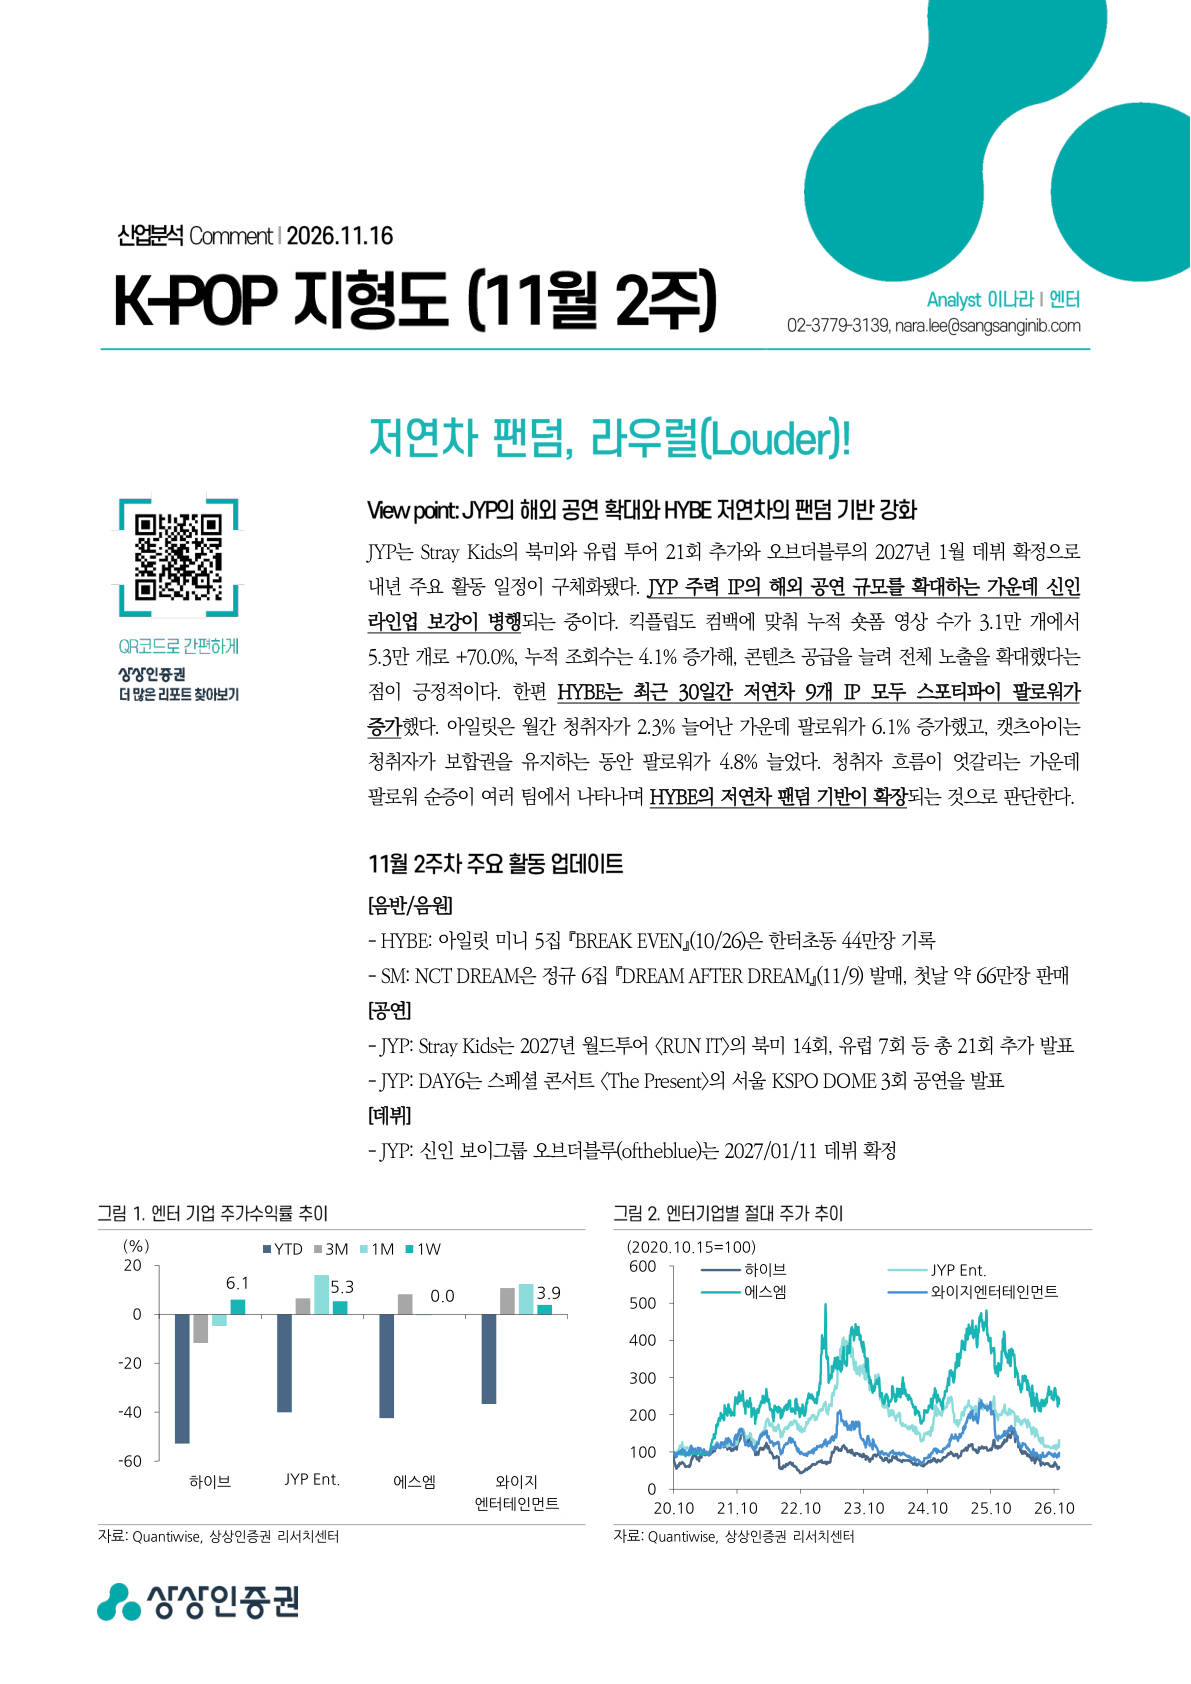 산업분석 Comment | 2026.11.16
K-POP 지형도 (11월 2주)
Analyst 이나라 | 엔터
02-3779-3139, nara.lee@sangsanginib.com
저연차 팬덤, 라우럴(Louder)!
QR코드로 간편하게
상상인증권
더 많은 리포트 찾아보기
View point: JYP의 해외 공연 확대와 HYBE 저연차의 팬덤 기반 강화
JYP는 Stray Kids의 북미와 유럽 투어 21회 추가와 오브더블루의 2027년 1월 데뷔 확정으로
내년 주요 활동 일정이 구체화됐다. JYP 주력 IP의 해외 공연 규모를 확대하는 가운데 신인
라인업 보강이 병행되는 중이다. 킥플립도 컴백에 맞춰 누적 숏폼 영상 수가 3.1만 개에서
5.3만 개로 +70.0%, 누적 조회수는 4.1% 증가해, 콘텐츠 공급을 늘려 전체 노출을 확대했다는
점이 긍정적이다. 한편 HYBE는 최근 30일간 저연차 9개 IP 모두 스포티파이 팔로워가
증가했다. 아일릿은 월간 청취자가 2.3% 늘어난 가운데 팔로워가 6.1% 증가했고, 캣츠아이는
청취자가 보합권을 유지하는 동안 팔로워가 4.8% 늘었다. 청취자 흐름이 엇갈리는 가운데
팔로워 순증이 여러 팀에서 나타나며 HYBE의 저연차 팬덤 기반이 확장되는 것으로 판단한다.
11월 2주차 주요 활동 업데이트
[음반/음원]
- HYBE: 아일릿 미니 5집 『BREAK EVEN』(10/26)은 한터초동 44만장 기록
- SM: NCT DREAM은 정규 6집 『DREAM AFTER DREAM』(11/9) 발매, 첫날 약 66만장 판매
[공연]
- JYP: Stray Kids는 2027년 월드투어 〈RUN IT〉의 북미 14회, 유럽 7회 등 총 21회 추가 발표
- JYP: DAY6는 스페셜 콘서트 〈The Present〉의 서울 KSPO DOME 3회 공연을 발표
[데뷔]
- JYP: 신인 보이그룹 오브더블루(oftheblue)는 2027/01/11 데뷔 확정
그림 1. 엔터 기업 주가수익률 추이
(%)
YTD 3M 1M 1W
20
0
-20
-40
-60
6.1
5.3
0.0
3.9
하이브
JYP Ent.
에스엠
와이지
엔터테인먼트
자료: Quantiwise, 상상인증권 리서치센터
그림 2. 엔터기업별 절대 주가 추이
(2020.10.15=100)
하이브 JYP Ent.
에스엠 와이지엔터테인먼트
600
500
400
300
200
100
0
20.10 21.10 22.10 23.10 24.10 25.10 26.10
자료: Quantiwise, 상상인증권 리서치센터
상상인증권